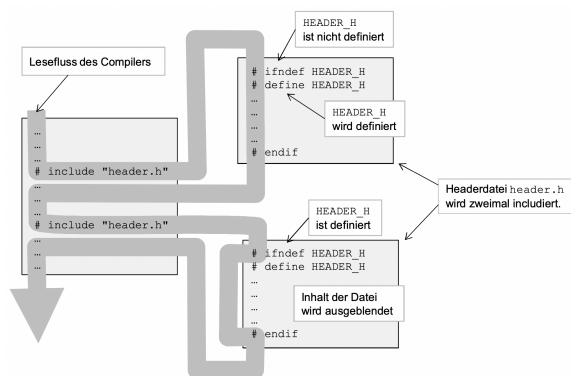 Lesefluss des Compilers
…
…
…
# include "header.h"
…
…
# include "header.h"
…
…
…
HEADER_H
ist nicht definiert
# ifndef HEADER_H
# define HEADER_H
…
…
…
…
# endif
HEADER_H
wird definiert
Headerdatei header.h
wird zweimal includiert.
HEADER_H
ist definiert
# ifndef HEADER_H
# define HEADER_H
…
…
…
…
# endif
Inhalt der Datei
wird ausgeblendet